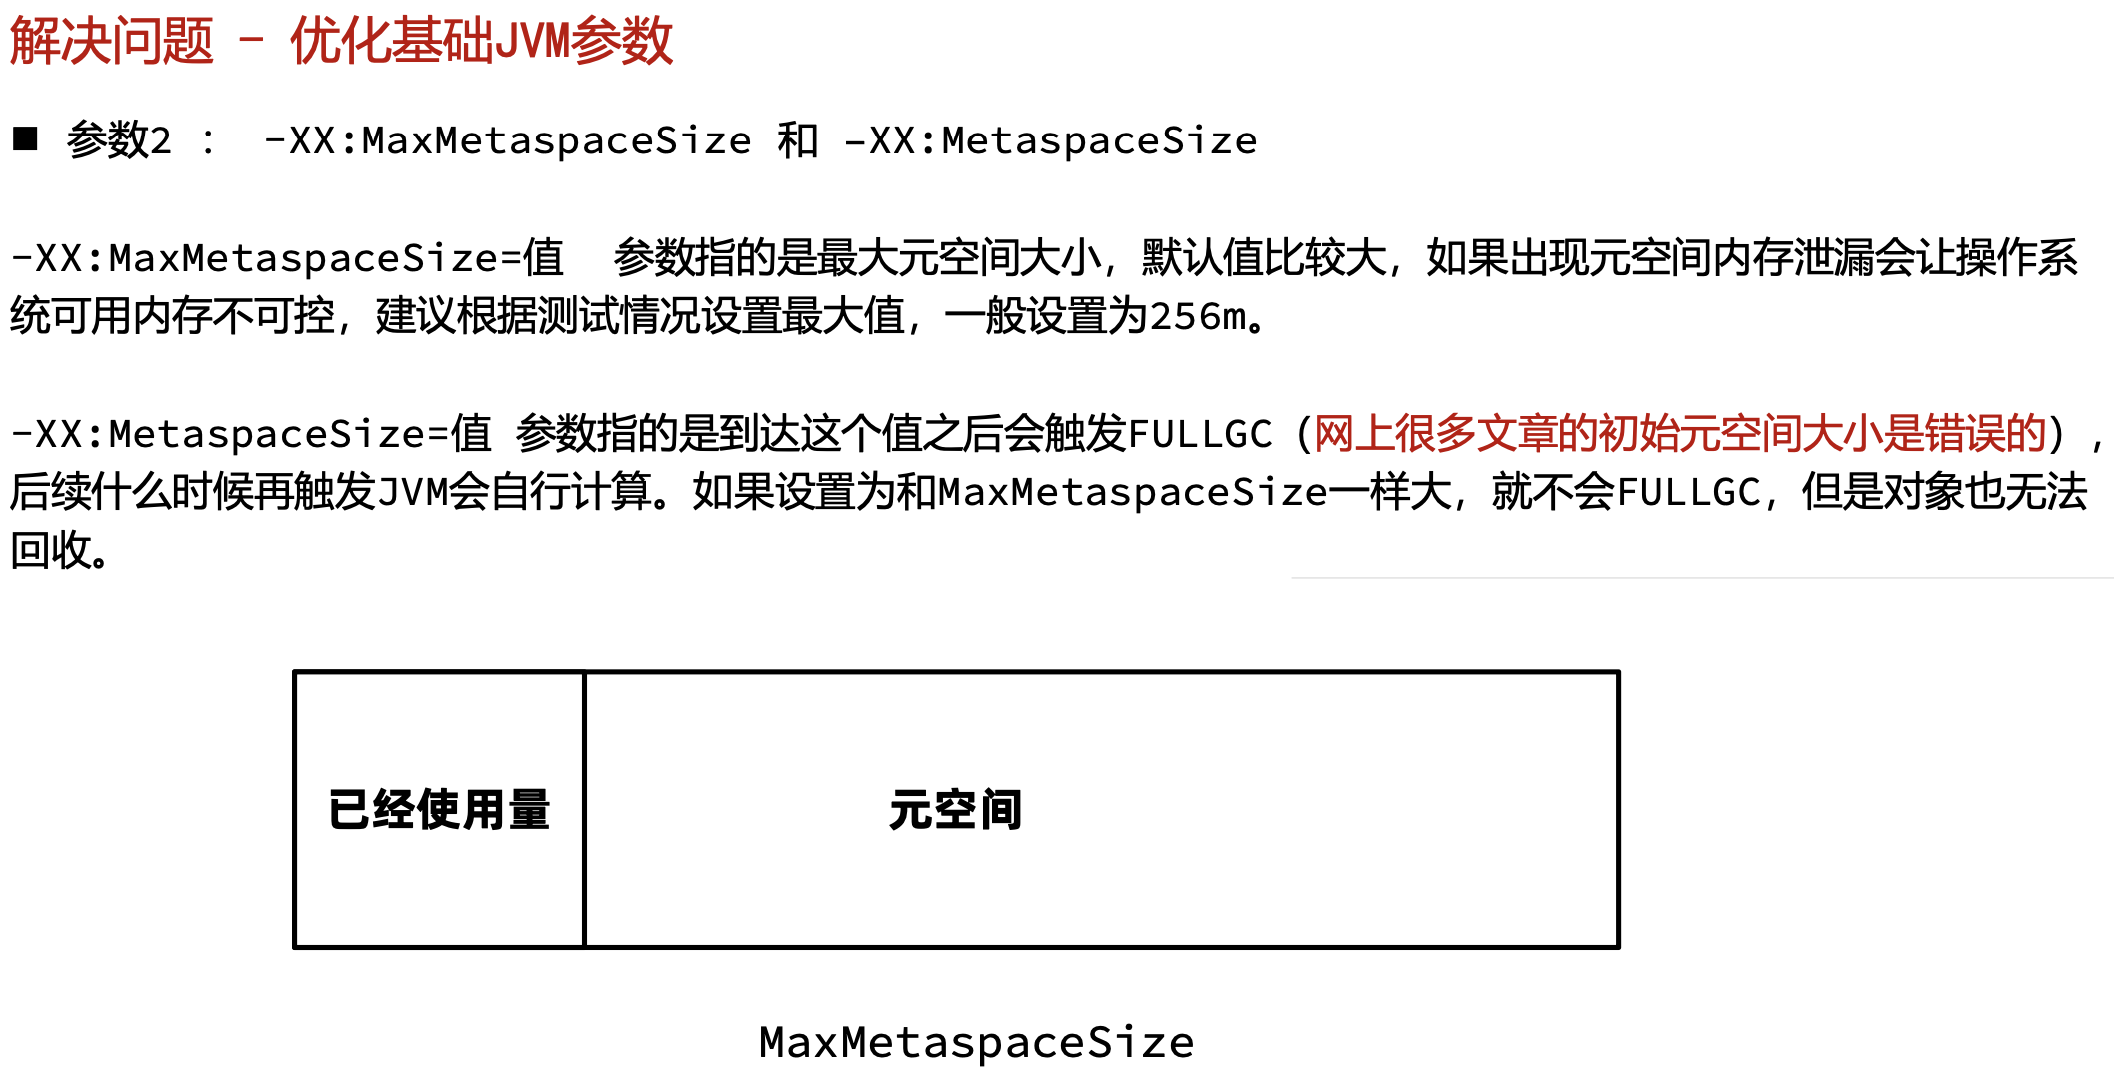 解决问题 - 优化基础JVM参数
■ 参数2 : -XX:MaxMetaspaceSize 和 –XX:MetaspaceSize
-XX:MaxMetaspaceSize=值 参数指的是最大元空间大小，默认值比较大，如果出现元空间内存泄漏会让操作系
统可用内存不可控，建议根据测试情况设置最大值，一般设置为256m。
-XX:MetaspaceSize=值 参数指的是到达这个值之后会触发FULLGC（网上很多文章的初始元空间大小是错误的），
后续什么时候再触发JVM会自行计算。如果设置为和MaxMetaspaceSize一样大，就不会FULLGC，但是对象也无法
回收。
已经使用量 元空间
MaxMetaspaceSize